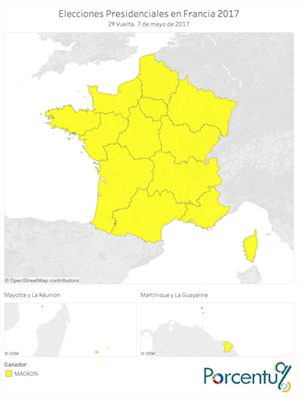 Elecciones Presidenciales en Francia 2017
2ª Vuelta, 7 de mayo de 2017
© OpenStreetMap contributors
Mayotte y La Réunion
Martinique y La Guayanne
© OSM
© OSM
Ganador
MACRON
Porcentu%